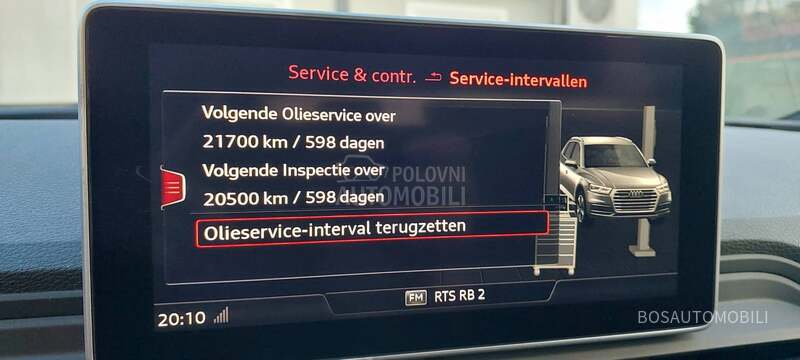 Service & contr. Service-intervallen
Volgende Olieservice over
21700 km / 598 dagen
Volgende Inspectie over
20500 km / 598 dagen
Olieservice-interval terugzetten
POLOVNI
AUTOMOBILI
FM RTS RB 2
20:10
BOSAUTOMOBILI